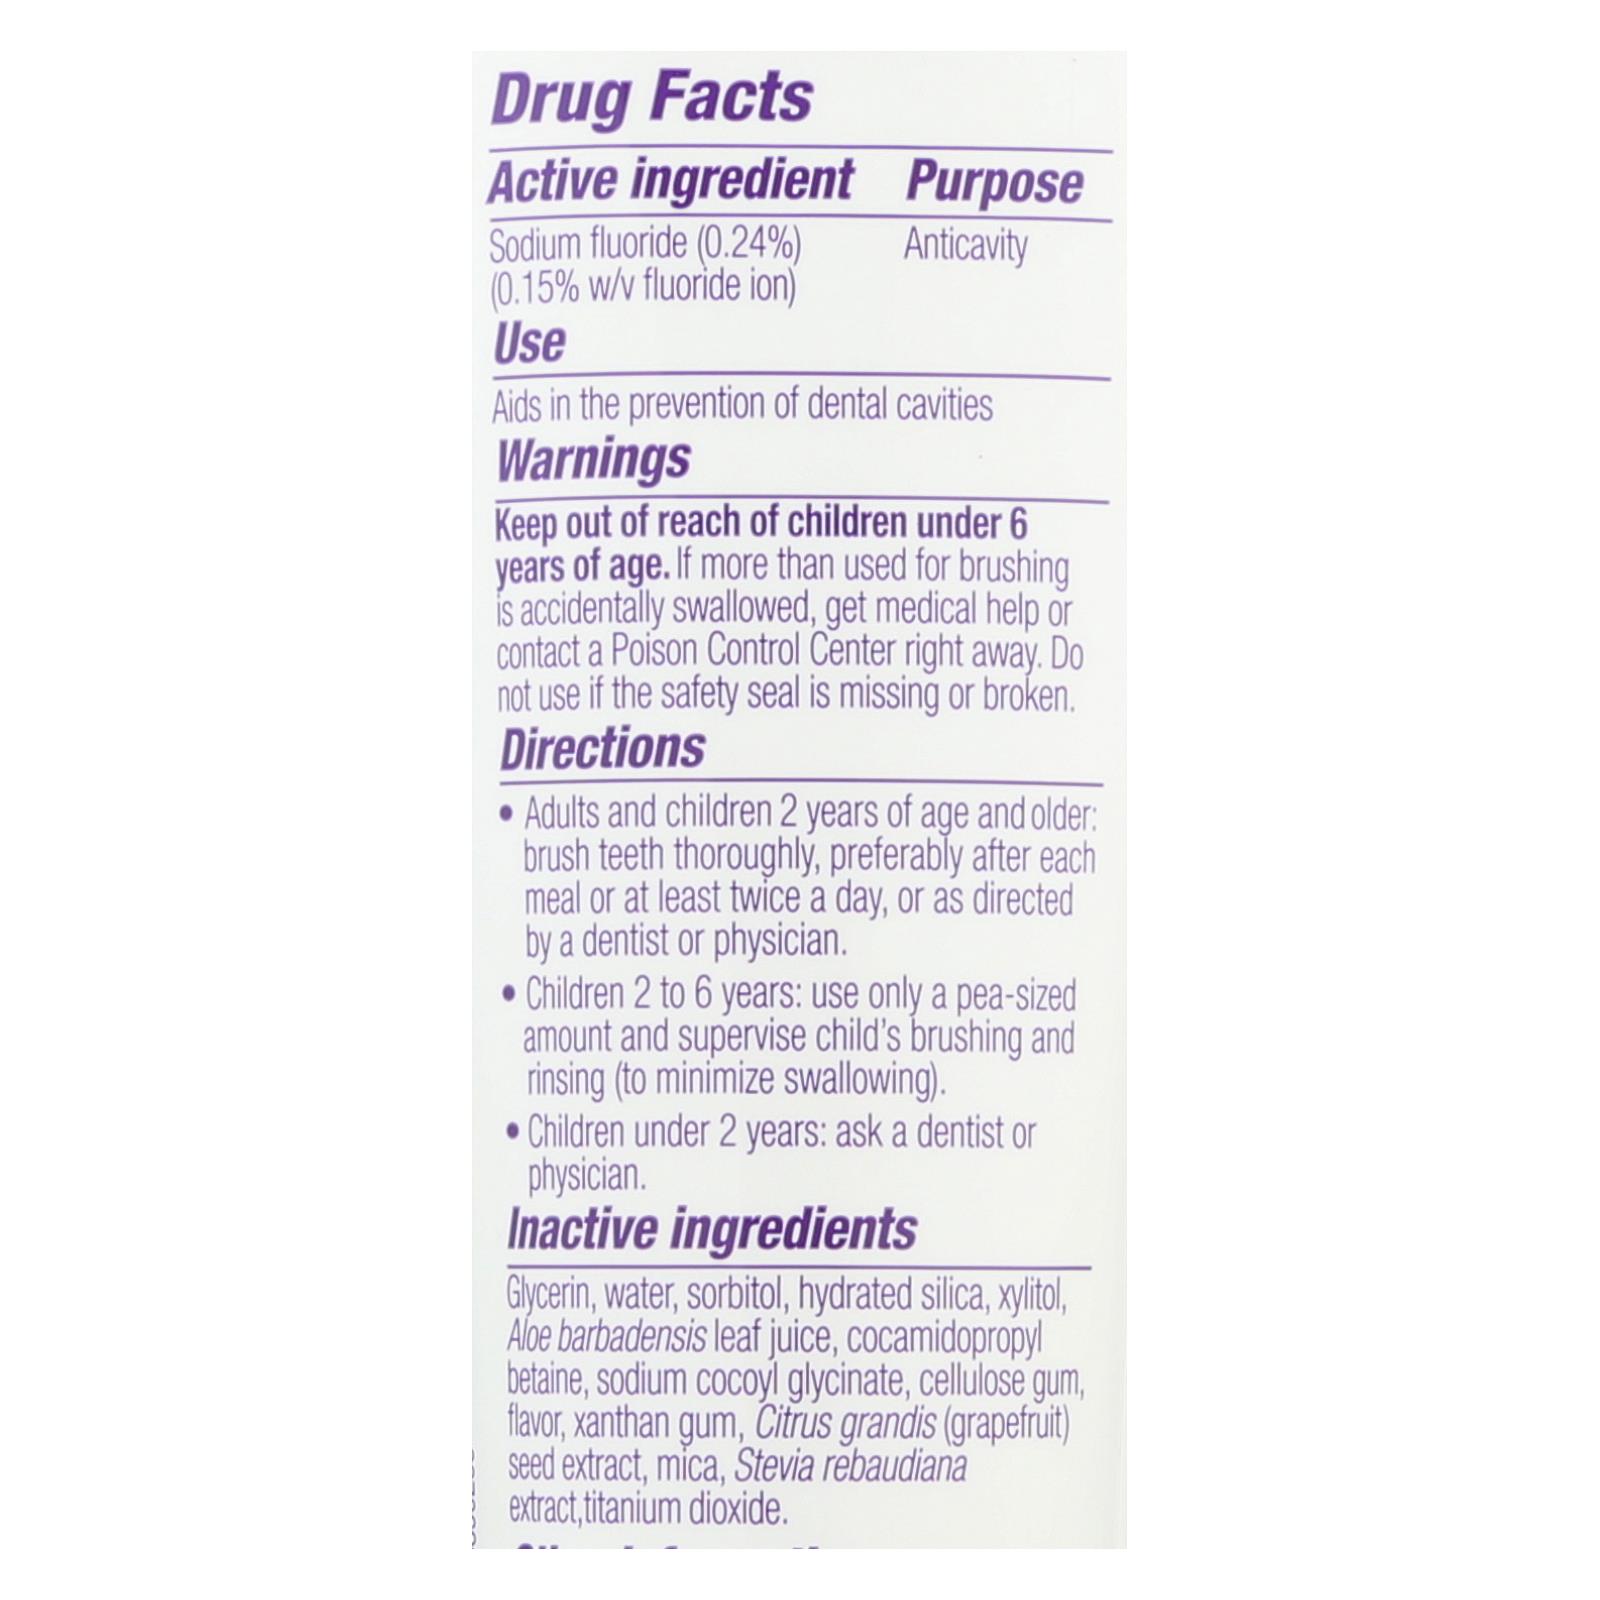 Drug Facts
Active ingredient Purpose
Sodium fluoride (0.24%) Anticavity
(0.15% w/v fluoride ion)
Use
Aids in the prevention of dental cavities
Warnings
Keep out of reach of children under 6
years of age. If more than used for brushing
is accidentally swallowed, get medical help or
contact a Poison Control Center right away. Do
not use if the safety seal is missing or broken.
Directions
• Adults and children 2 years of age and older:
brush teeth thoroughly, preferably after each
meal or at least twice a day, or as directed
by a dentist or physician.
• Children 2 to 6 years: use only a pea-sized
amount and supervise child's brushing and
rinsing (to minimize swallowing).
• Children under 2 years: ask a dentist or
physician.
Inactive ingredients
Glycerin, water, sorbitol, hydrated silica, xylitol,
Aloe barbadensis leaf juice, cocamidopropyl
betaine, sodium cocoyl glycinate, cellulose gum,
flavor, xanthan gum, Citrus grandis (grapefruit)
seed extract, mica, Stevia rebaudiana
extract,titanium dioxide.